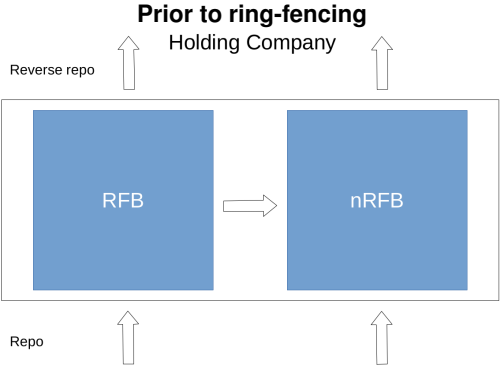 Prior to ring-fencing
Holding Company
Reverse repo
RFB
nRFB
Repo